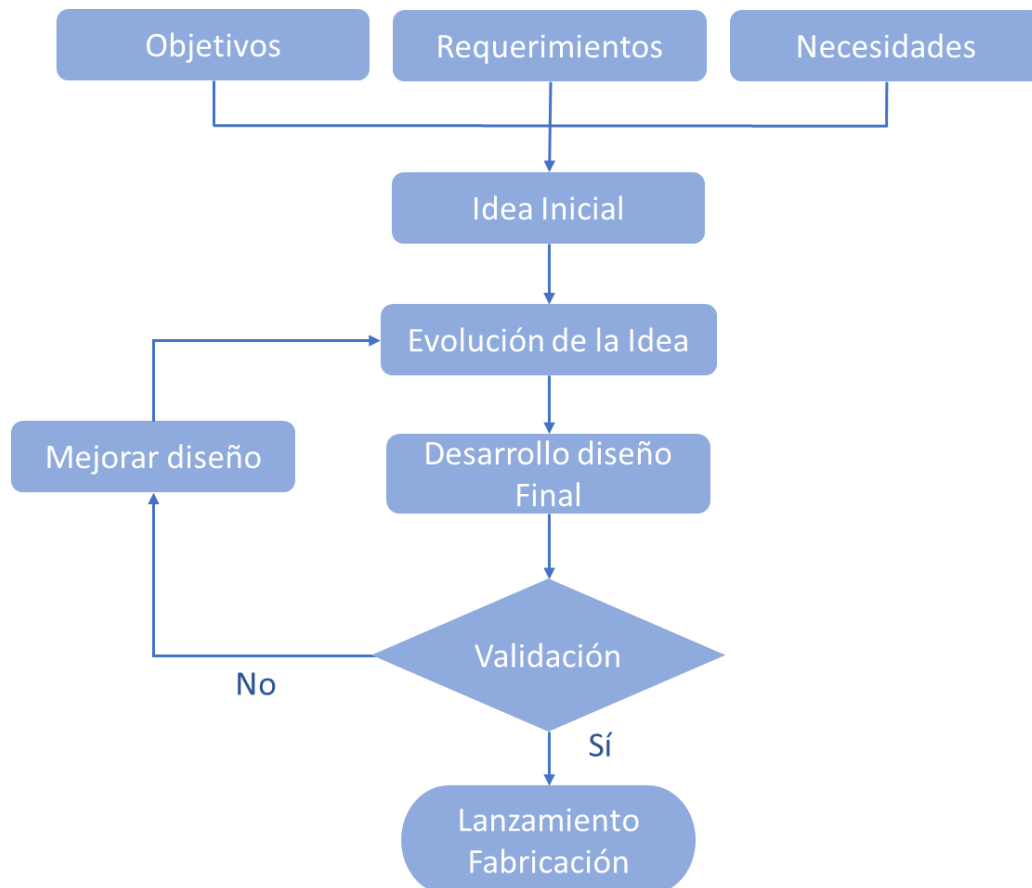 Objetivos
Requerimientos
Necesidades
Idea Inicial
Evolución de la Idea
Mejorar diseño
Desarrollo diseño
Final
Validación
No
Sí
Lanzamiento
Fabricación